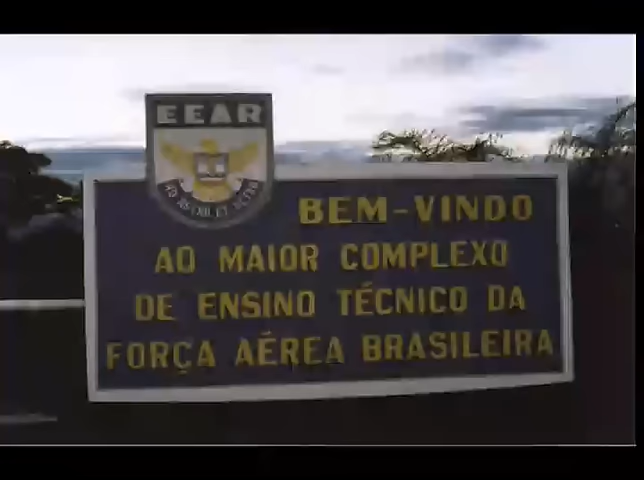 EEAR
BEM-VINDO
AO MAIOR COMPLEXO
DE ENSINO TÉCNICO DA
FORÇA AÉREA BRASILEIRA